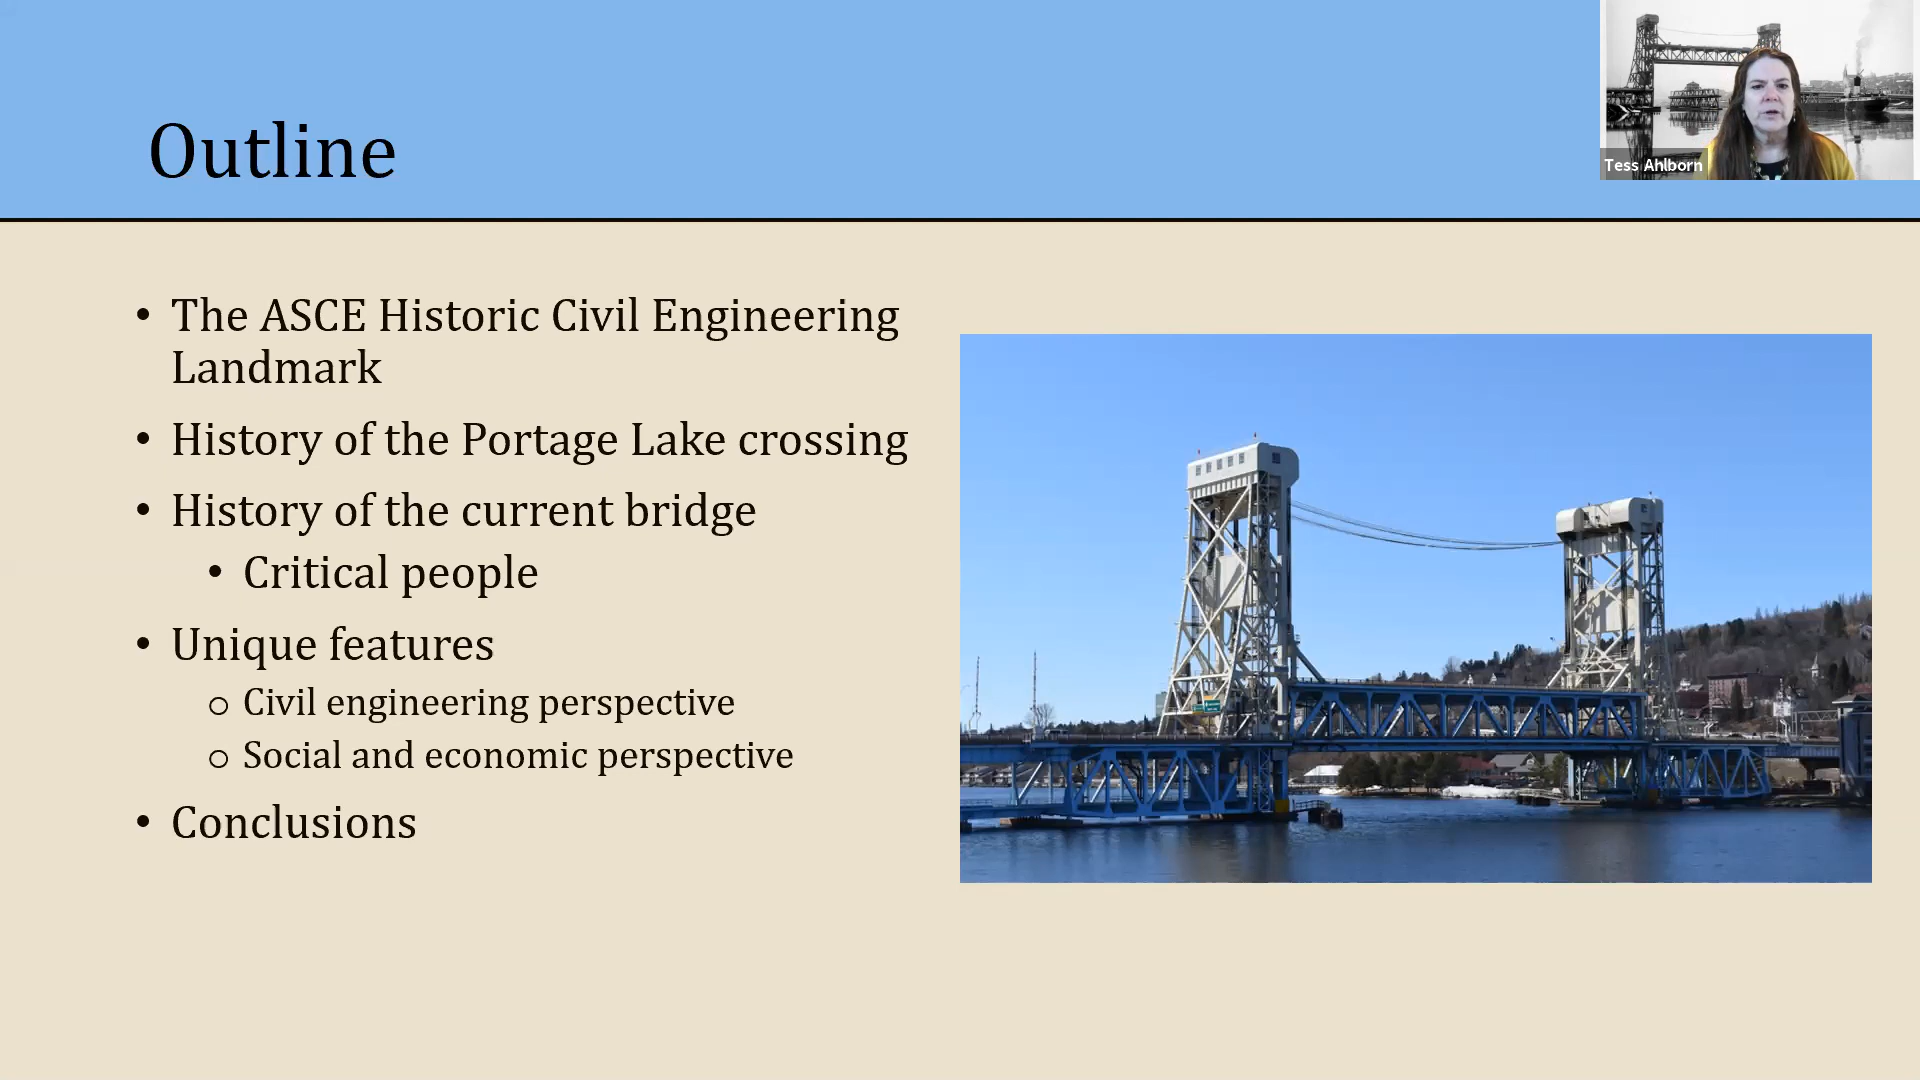 Outline
Tess Ahlborn
• The ASCE Historic Civil Engineering
Landmark
• History of the Portage Lake crossing
• History of the current bridge
• Critical people
• Unique features
o Civil engineering perspective
o Social and economic perspective
• Conclusions